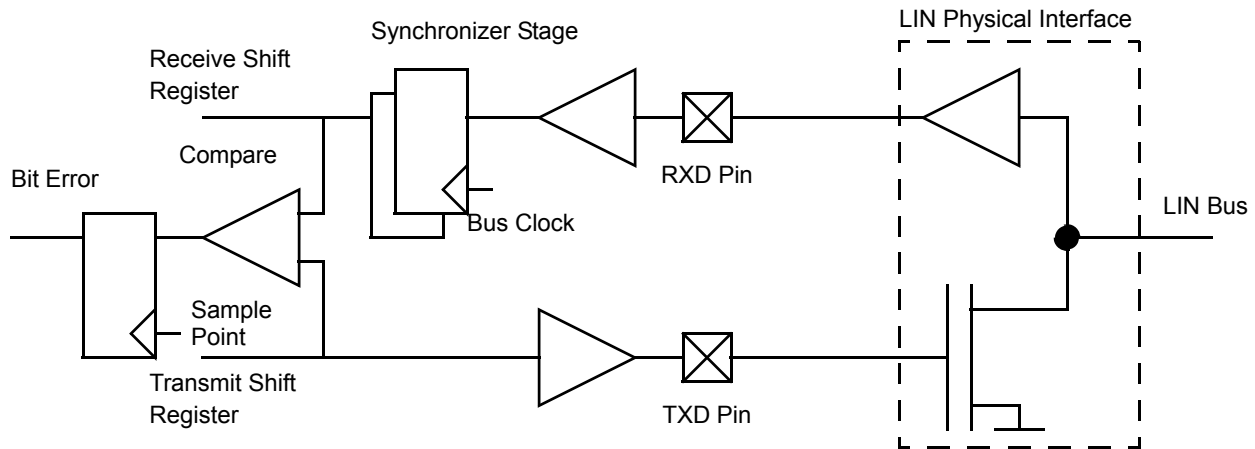 LIN Physical Interface
Synchronizer Stage
Receive Shift
Register
Compare
RXD Pin
Bit Error
Bus Clock
LIN Bus
Sample
Point
Transmit Shift
Register
TXD Pin